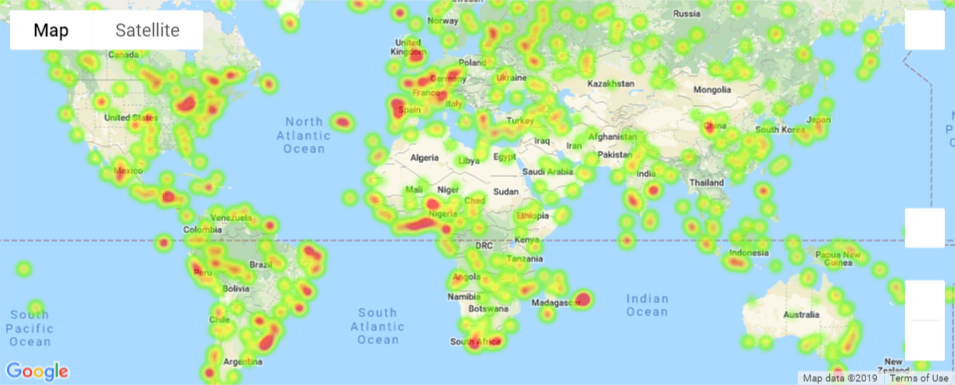 Map
Satellite
Norway
Russia
United
Kingdom
Canada
Poland
Germany
Ukraine
Kazakhstan
Mongolia
France
Italy
Spain
United States
North
Atlantic
Ocean
Turkey
China
South Korea
Japan
N
P
O
Iraq
Iran
Afghanistan
Pakistan
Algeria
Libya
Egypt
Saudi Arabia
India
Thailand
Mexico
Mali
Niger
Chad
Sudan
Nigeria
Ethiopia
Venezuela
Colombia
DRC
Kenya
Tanzania
Indonesia
Papua New
Guinea
Brazil
Peru
Bolivia
Angola
Namibia
Botswana
Madagascar
Indian
Ocean
Australia
South
Pacific
Ocean
South
Atlantic
Ocean
Chile
South Africa
Argentina
New
Zealand
Google
Map data ©2019
Terms of Use